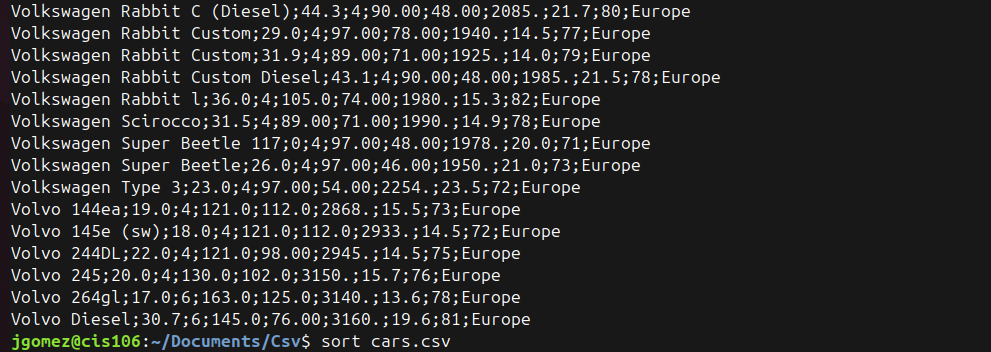 Volkswagen Rabbit C (Diesel);44.3;4;90.00;48.00;2085.;21.7;80;Europe
Volkswagen Rabbit Custom;29.0;4;97.00;78.00;1940.;14.5;77;Europe
Volkswagen Rabbit Custom;31.9;4;89.00;71.00;1925.;14.0;79;Europe
Volkswagen Rabbit Custom Diesel;43.1;4;90.00;48.00;1985.;21.5;78;Europe
Volkswagen Rabbit l;36.0;4;105.0;74.00;1980.;15.3;82;Europe
Volkswagen Scirocco;31.5;4;89.00;71.00;1990.;14.9;78;Europe
Volkswagen Super Beetle 117;0;4;97.00;48.00;1978.;20.0;71;Europe
Volkswagen Super Beetle;26.0;4;97.00;46.00;1950.;21.0;73;Europe
Volkswagen Type 3;23.0;4;97.00;54.00;2254.;23.5;72;Europe
Volvo 144ea;19.0;4;121.0;112.0;2868.;15.5;73;Europe
Volvo 145e (sw);18.0;4;121.0;112.0;2933.;14.5;72;Europe
Volvo 244DL;22.0;4;121.0;98.00;2945.;14.5;75;Europe
Volvo 245;20.0;4;130.0;102.0;3150.;15.7;76;Europe
Volvo 264gl;17.0;6;163.0;125.0;3140.;13.6;78;Europe
Volvo Diesel;30.7;6;145.0;76.00;3160.;19.6;81;Europe
jgomez@cis106:~/Documents/Csv$ sort cars.csv